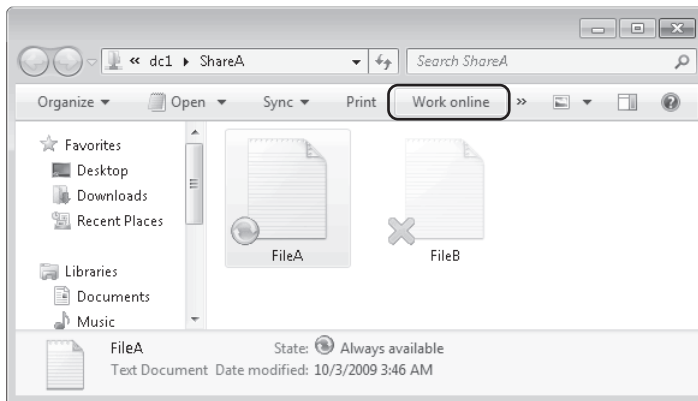 « dc1 ▸ ShareA
Search ShareA
Organize ▾ Open ▾ Sync ▾ Print Work online »
Favorites
Desktop
Downloads
Recent Places
Libraries
Documents
Music
FileA
FileB
FileA State: Always available
Text Document Date modified: 10/3/2009 3:46 AM